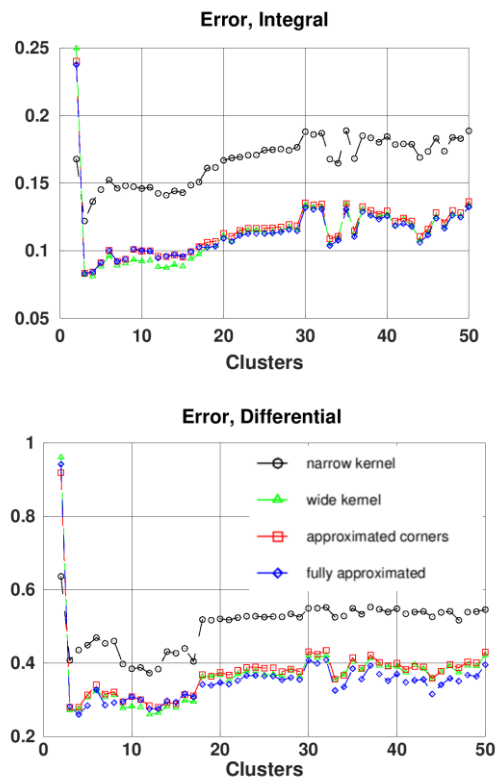 Error, Integral
0.25
0.2
0.15
0.1
0.05
0 10 20 30 40 50
Clusters
Error, Differential
1
0.8
0.6
0.4
0.2
narrow kernel
wide kernel
approximated corners
fully approximated
0 10 20 30 40 50
Clusters